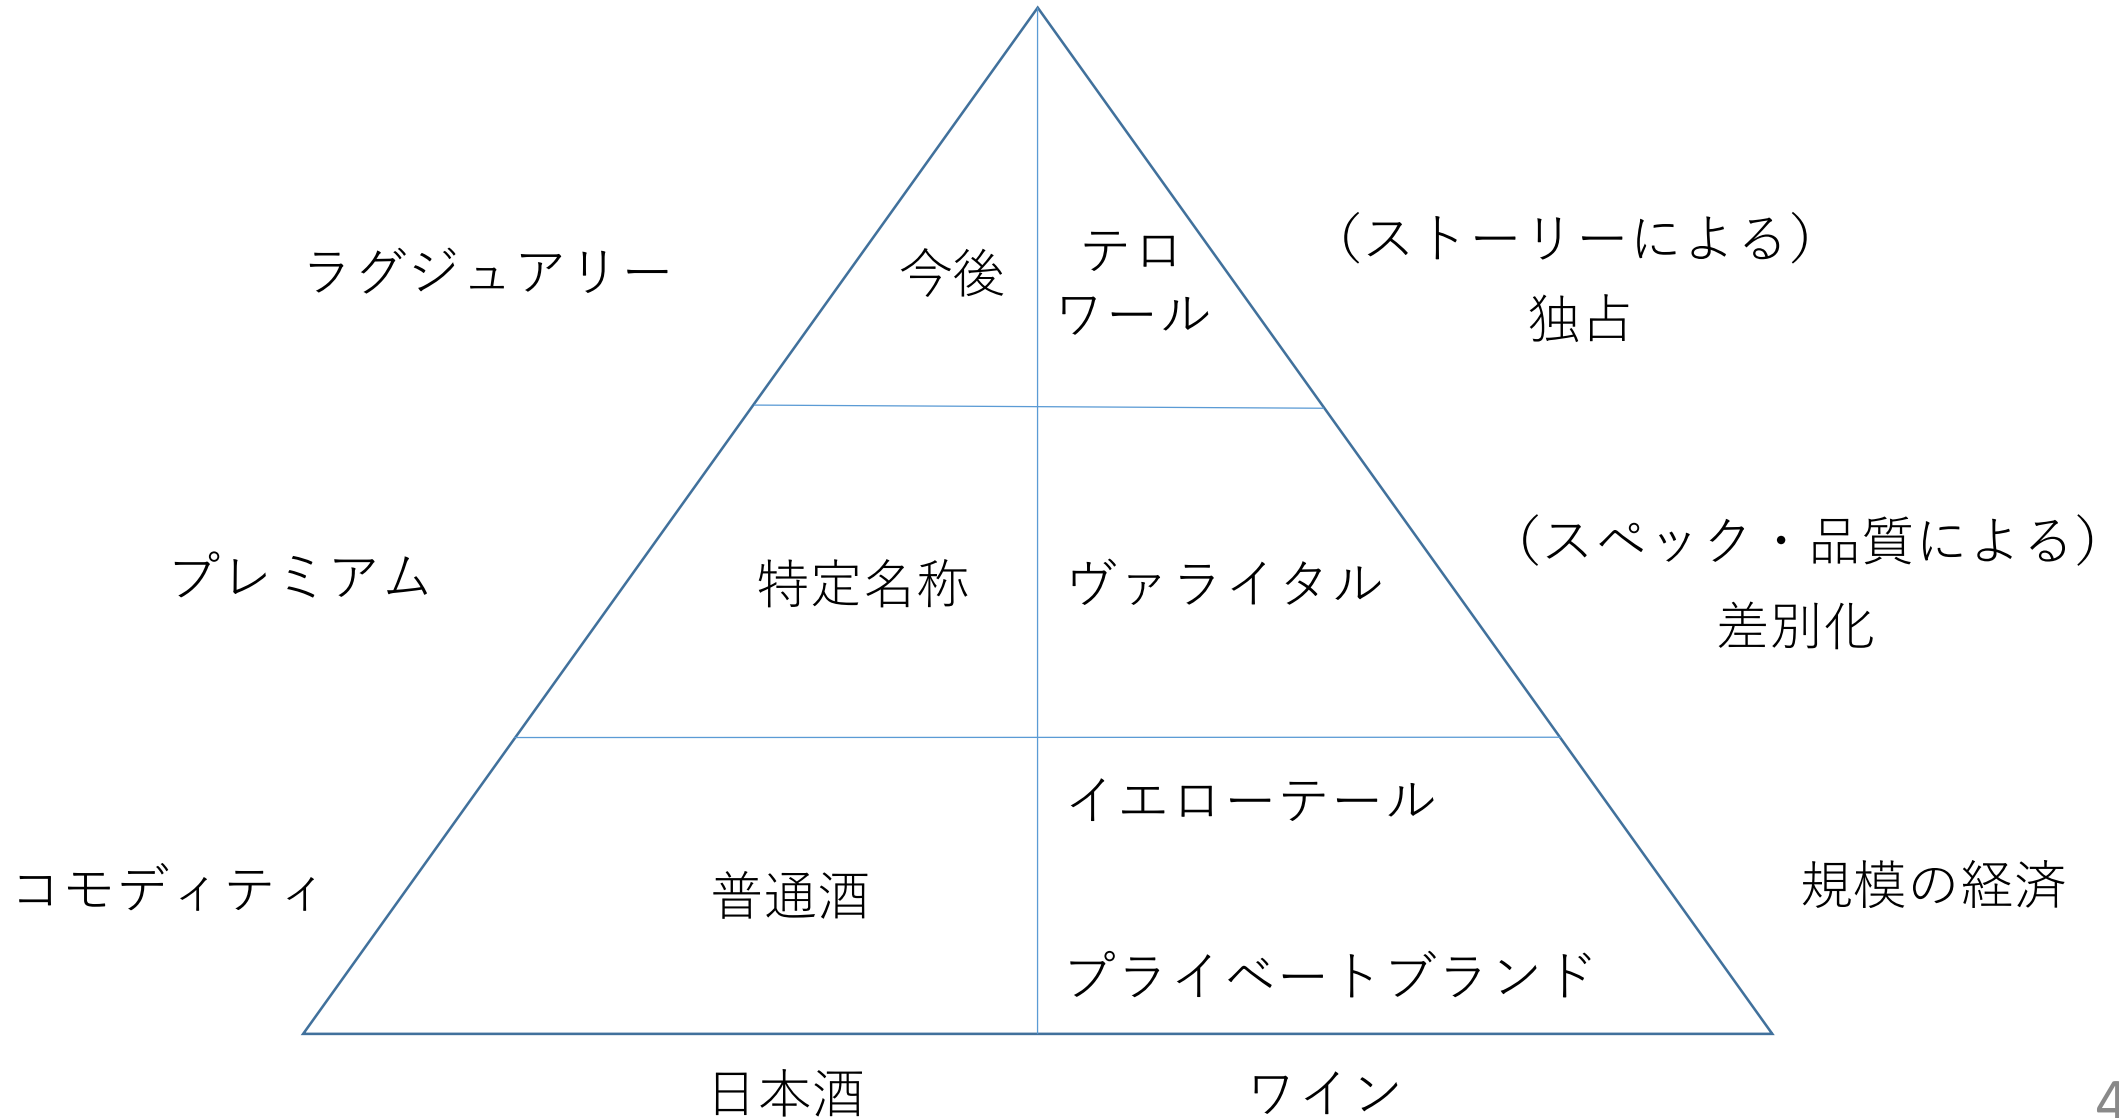 テロ
ワール
(ストーリーによる)
独占
ラグジュアリー
今後
プレミアム
特定名称
ヴァライタル
(スペック・品質による)
差別化
イエローテール
コモディティ
普通酒
規模の経済
プライベートブランド
日本酒
ワイン
4